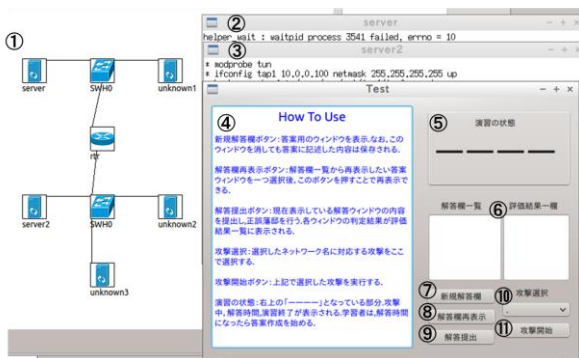 ①
server
SWH0
unknown1
rtr
server2
SWH0
unknown2
unknown3
② server
helper_wait : waitpid process 3541 failed, errno = 10
③ server2
* modprobe tun
* ifconfig tap1 10.0.0.100 netmask 255.255.255.255 up
Test
④ How To Use
新規解答欄ボタン:答案用のウィンドウを表示.なお、この
ウィンドウを消しても答案に記述した内容は保存される.
解答欄再表示ボタン:解答欄一覧から再表示したい答案
ウィンドウを一つ選択後、このボタンを押すことで再表示で
きる.
解答提出ボタン:現在表示している解答ウィンドウの内容
を提出し,正誤藩邸を行う,各ウィンドウの判定結果が評価
結果一覧に表示される.
攻撃選択:選択したネットワーク名に対応する攻撃をここ
で選択する.
攻撃開始ボタン:上記で選択した攻撃を実行する.
演習の状態:右上の「ーーーー」となっている部分.攻撃
中,解答時間,演習終了が表示される.学習者は,解答時間
になったら答案作成を始める.
⑤ 演習の状態
ーーーー
解答欄一覧 ⑥ 評価結果一欄
⑦ 新規解答欄
⑧ 解答欄再表示
⑨ 解答提出
⑩ 攻撃選択
-
⑪ 攻撃開始